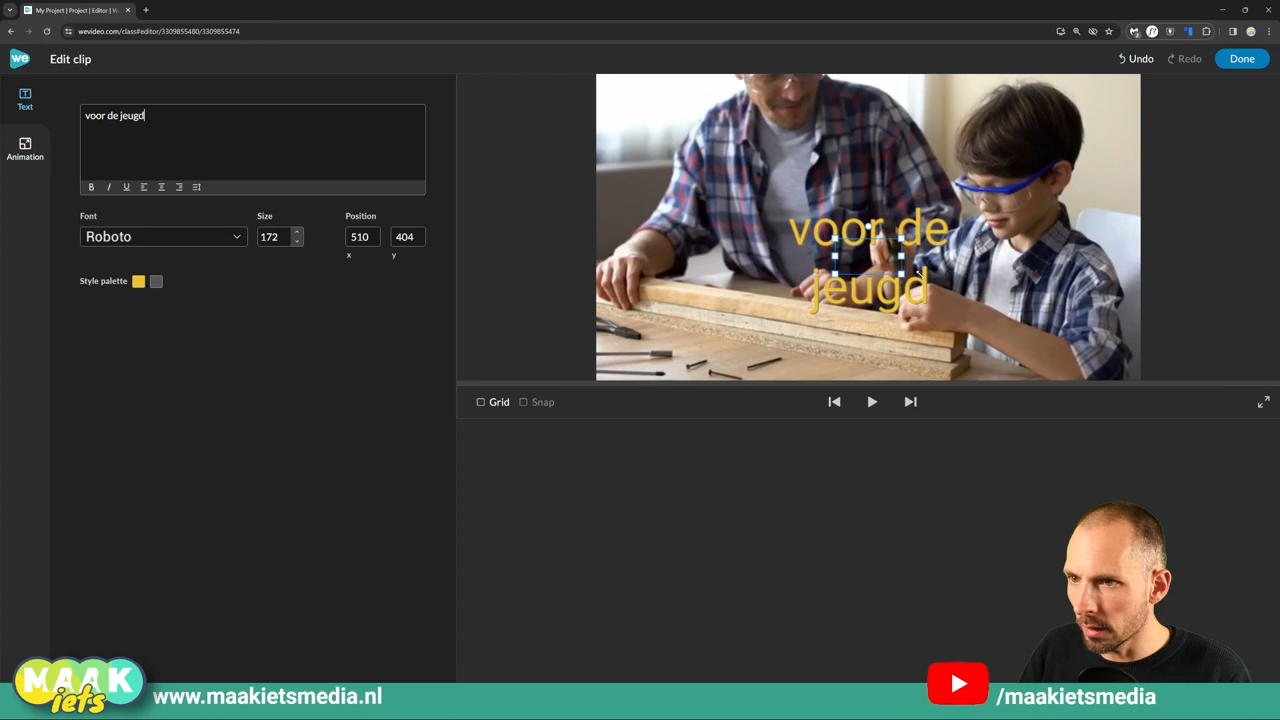 My Project | Project | Editor | W
wevideo.com/class#editor/3309855480/3309855474
we
Edit clip
Undo
Redo
Done
Text
Animation
voor de jeugd
B I U
Font
Size
Position
Roboto
172
510
404
x
y
Style palette
voor de
jeugd
Grid
Snap
MAAK
iets
www.maakietsmedia.nl
/maakietsmedia